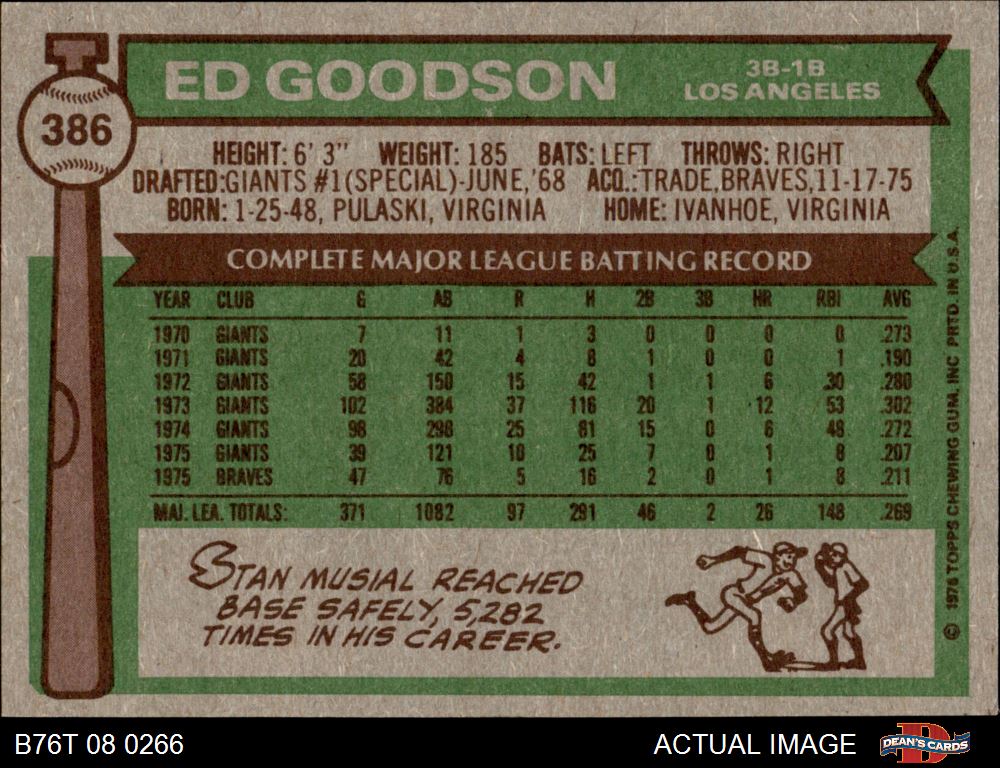 386
ED GOODSON
3B-1B
LOS ANGELES
HEIGHT: 6' 3" WEIGHT: 185 BATS: LEFT THROWS: RIGHT
DRAFTED:GIANTS #1(SPECIAL)-JUNE,'68 ACQ.:TRADE,BRAVES,11-17-75
BORN: 1-25-48, PULASKI, VIRGINIA HOME: IVANHOE, VIRGINIA
COMPLETE MAJOR LEAGUE BATTING RECORD
YEAR CLUB G AB R H 2B 3B HR RBI AVG
1970 GIANTS 7 11 1 3 0 0 0 0 .273
1971 GIANTS 20 42 4 8 1 0 0 1 .190
1972 GIANTS 58 150 15 42 1 1 6 30 .280
1973 GIANTS 102 384 37 116 20 1 12 53 .302
1974 GIANTS 98 298 25 81 15 0 6 48 .272
1975 GIANTS 39 121 10 25 7 0 1 8 .207
1975 BRAVES 47 76 5 16 2 0 1 8 .211
MAJ. LEA. TOTALS: 371 1082 97 291 46 2 26 148 .269
STAN MUSIAL REACHED
BASE SAFELY, 5,282
TIMES IN HIS CAREER.
© 1976 TOPPS CHEWING GUM, INC PRTD. IN U.S.A.
B76T 08 0266
ACTUAL IMAGE
DEAN'S CARDS